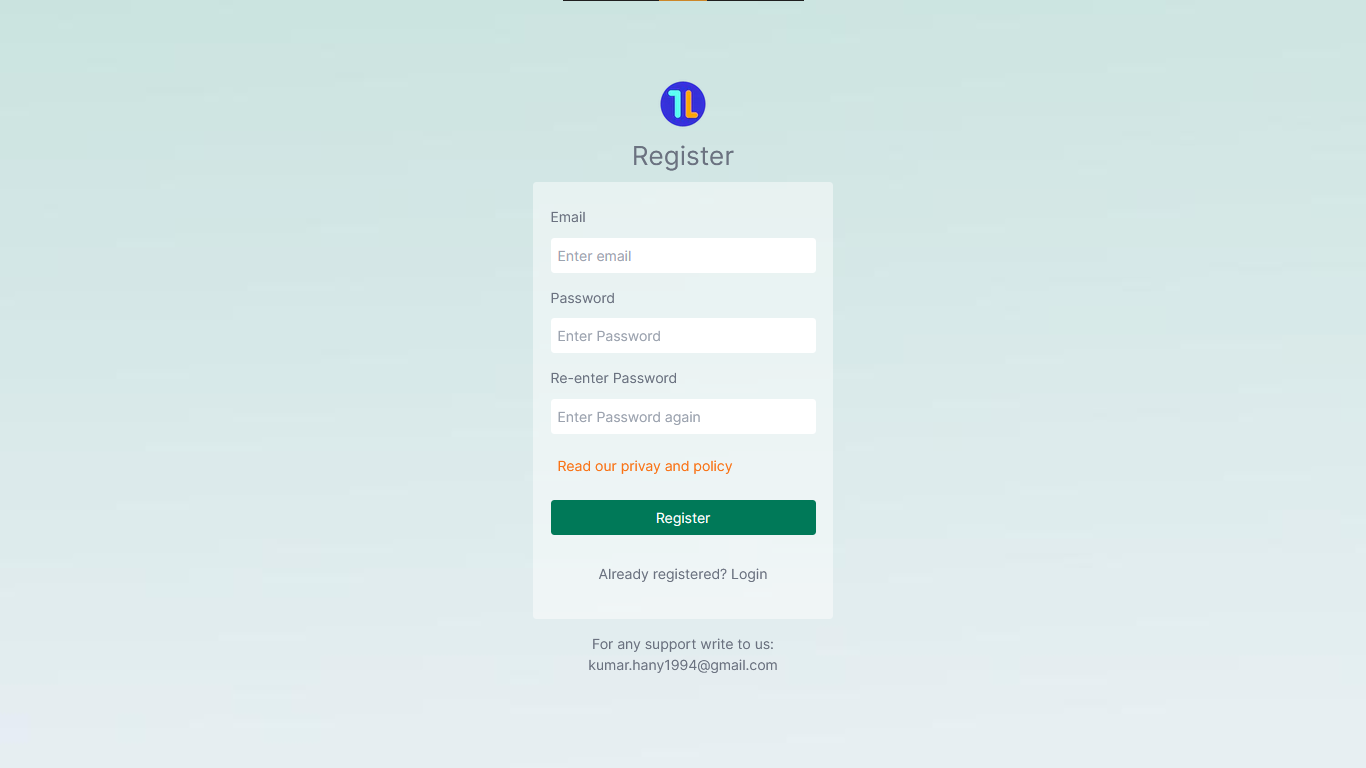 1L
Register
Email
Enter email
Password
Enter Password
Re-enter Password
Enter Password again
Read our privay and policy
Register
Already registered? Login
For any support write to us:
kumar.hany1994@gmail.com